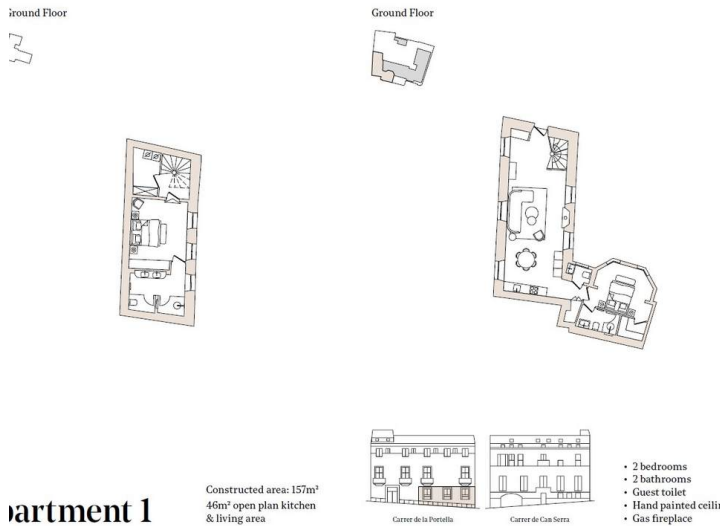 Ground Floor
Ground Floor
partment 1
Constructed area: 157m²
46m² open plan kitchen
& living area
Carrer de la Portella
Carrer de Can Serra
• 2 bedrooms
• 2 bathrooms
• Guest toilet
• Hand painted ceilin
• Gas fireplace